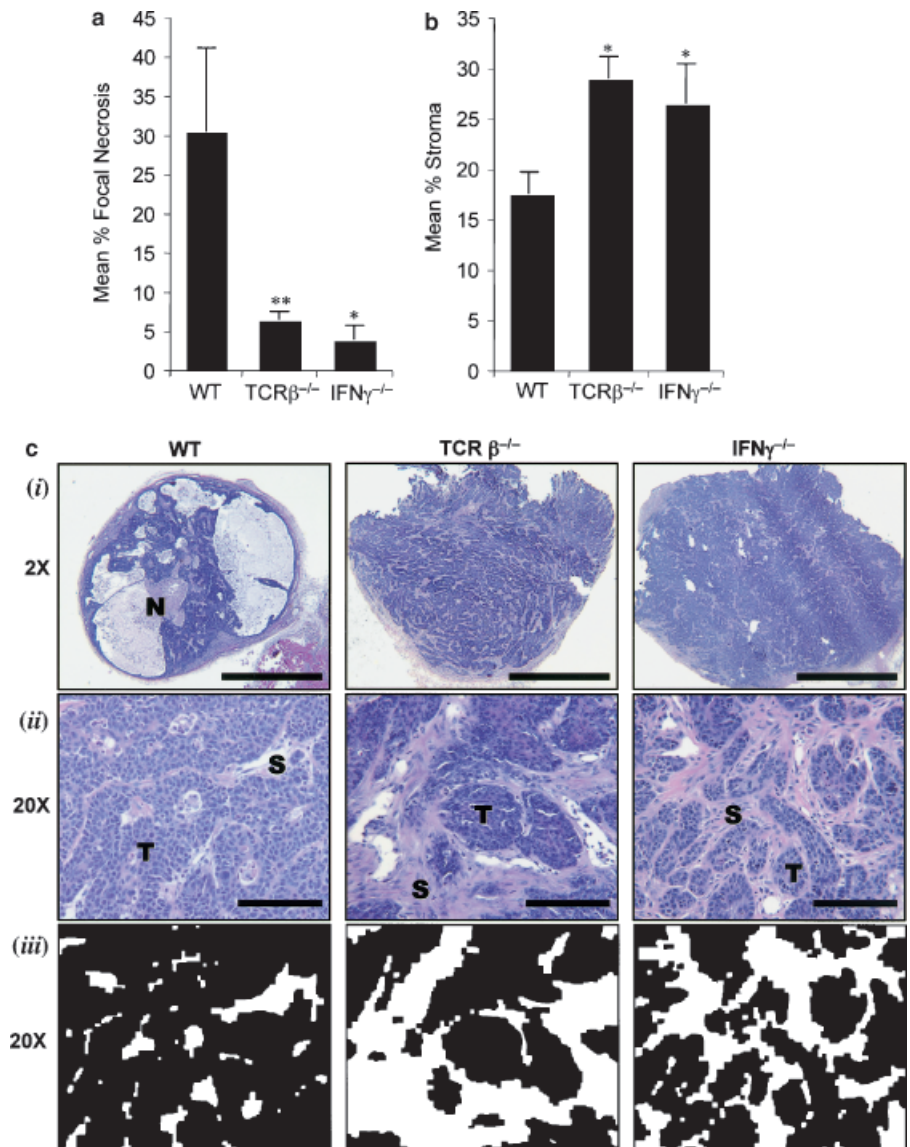 a
45
40
35
30
25
20
15
10
5
0
Mean % Focal Necrosis
**
*
WT
TCRβ–/–
IFNγ–/–
b
35
30
25
20
15
10
5
0
Mean % Stroma
*
*
WT
TCRβ–/–
IFNγ–/–
c
WT
TCR β–/–
IFNγ–/–
(i)
2X
N
(ii)
20X
S
T
T
S
S
T
(iii)
20X